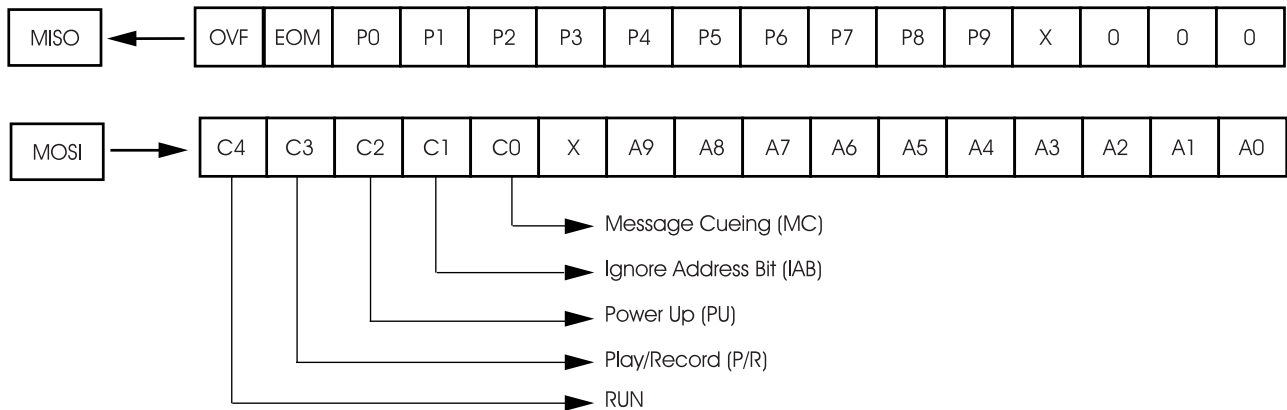 MISO OVF EOM P0 P1 P2 P3 P4 P5 P6 P7 P8 P9 X 0 0 0
MOSI C4 C3 C2 C1 C0 X A9 A8 A7 A6 A5 A4 A3 A2 A1 A0
Message Cueing (MC)
Ignore Address Bit (IAB)
Power Up (PU)
Play/Record (P/R)
RUN